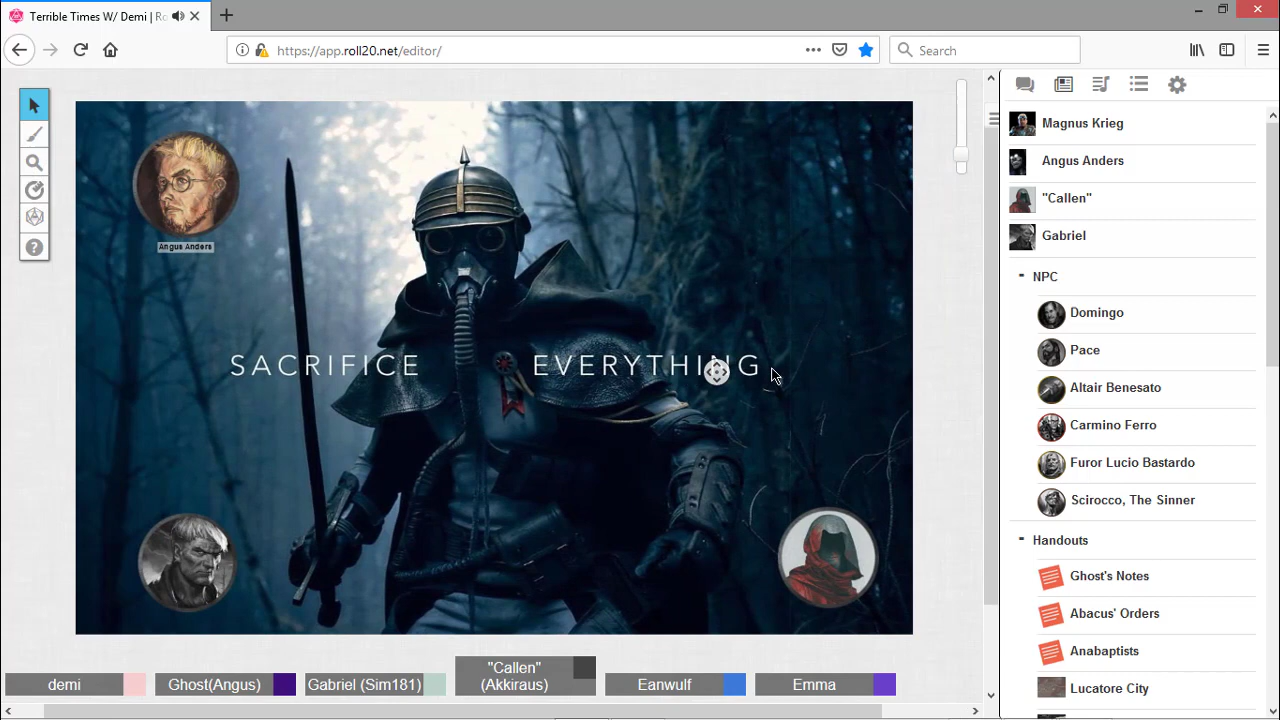 Terrible Times W/ Demi | Ro
https://app.roll20.net/editor/
Search
Angus Anders
SACRIFICE EVERYTHING
Magnus Krieg
Angus Anders
"Callen"
Gabriel
NPC
Domingo
Pace
Altair Benesato
Carmino Ferro
Furor Lucio Bastardo
Scirocco, The Sinner
Handouts
Ghost's Notes
Abacus' Orders
Anabaptists
Lucatore City
demi
Ghost(Angus)
Gabriel (Sim181)
"Callen"
(Akkiraus)
Eanwulf
Emma